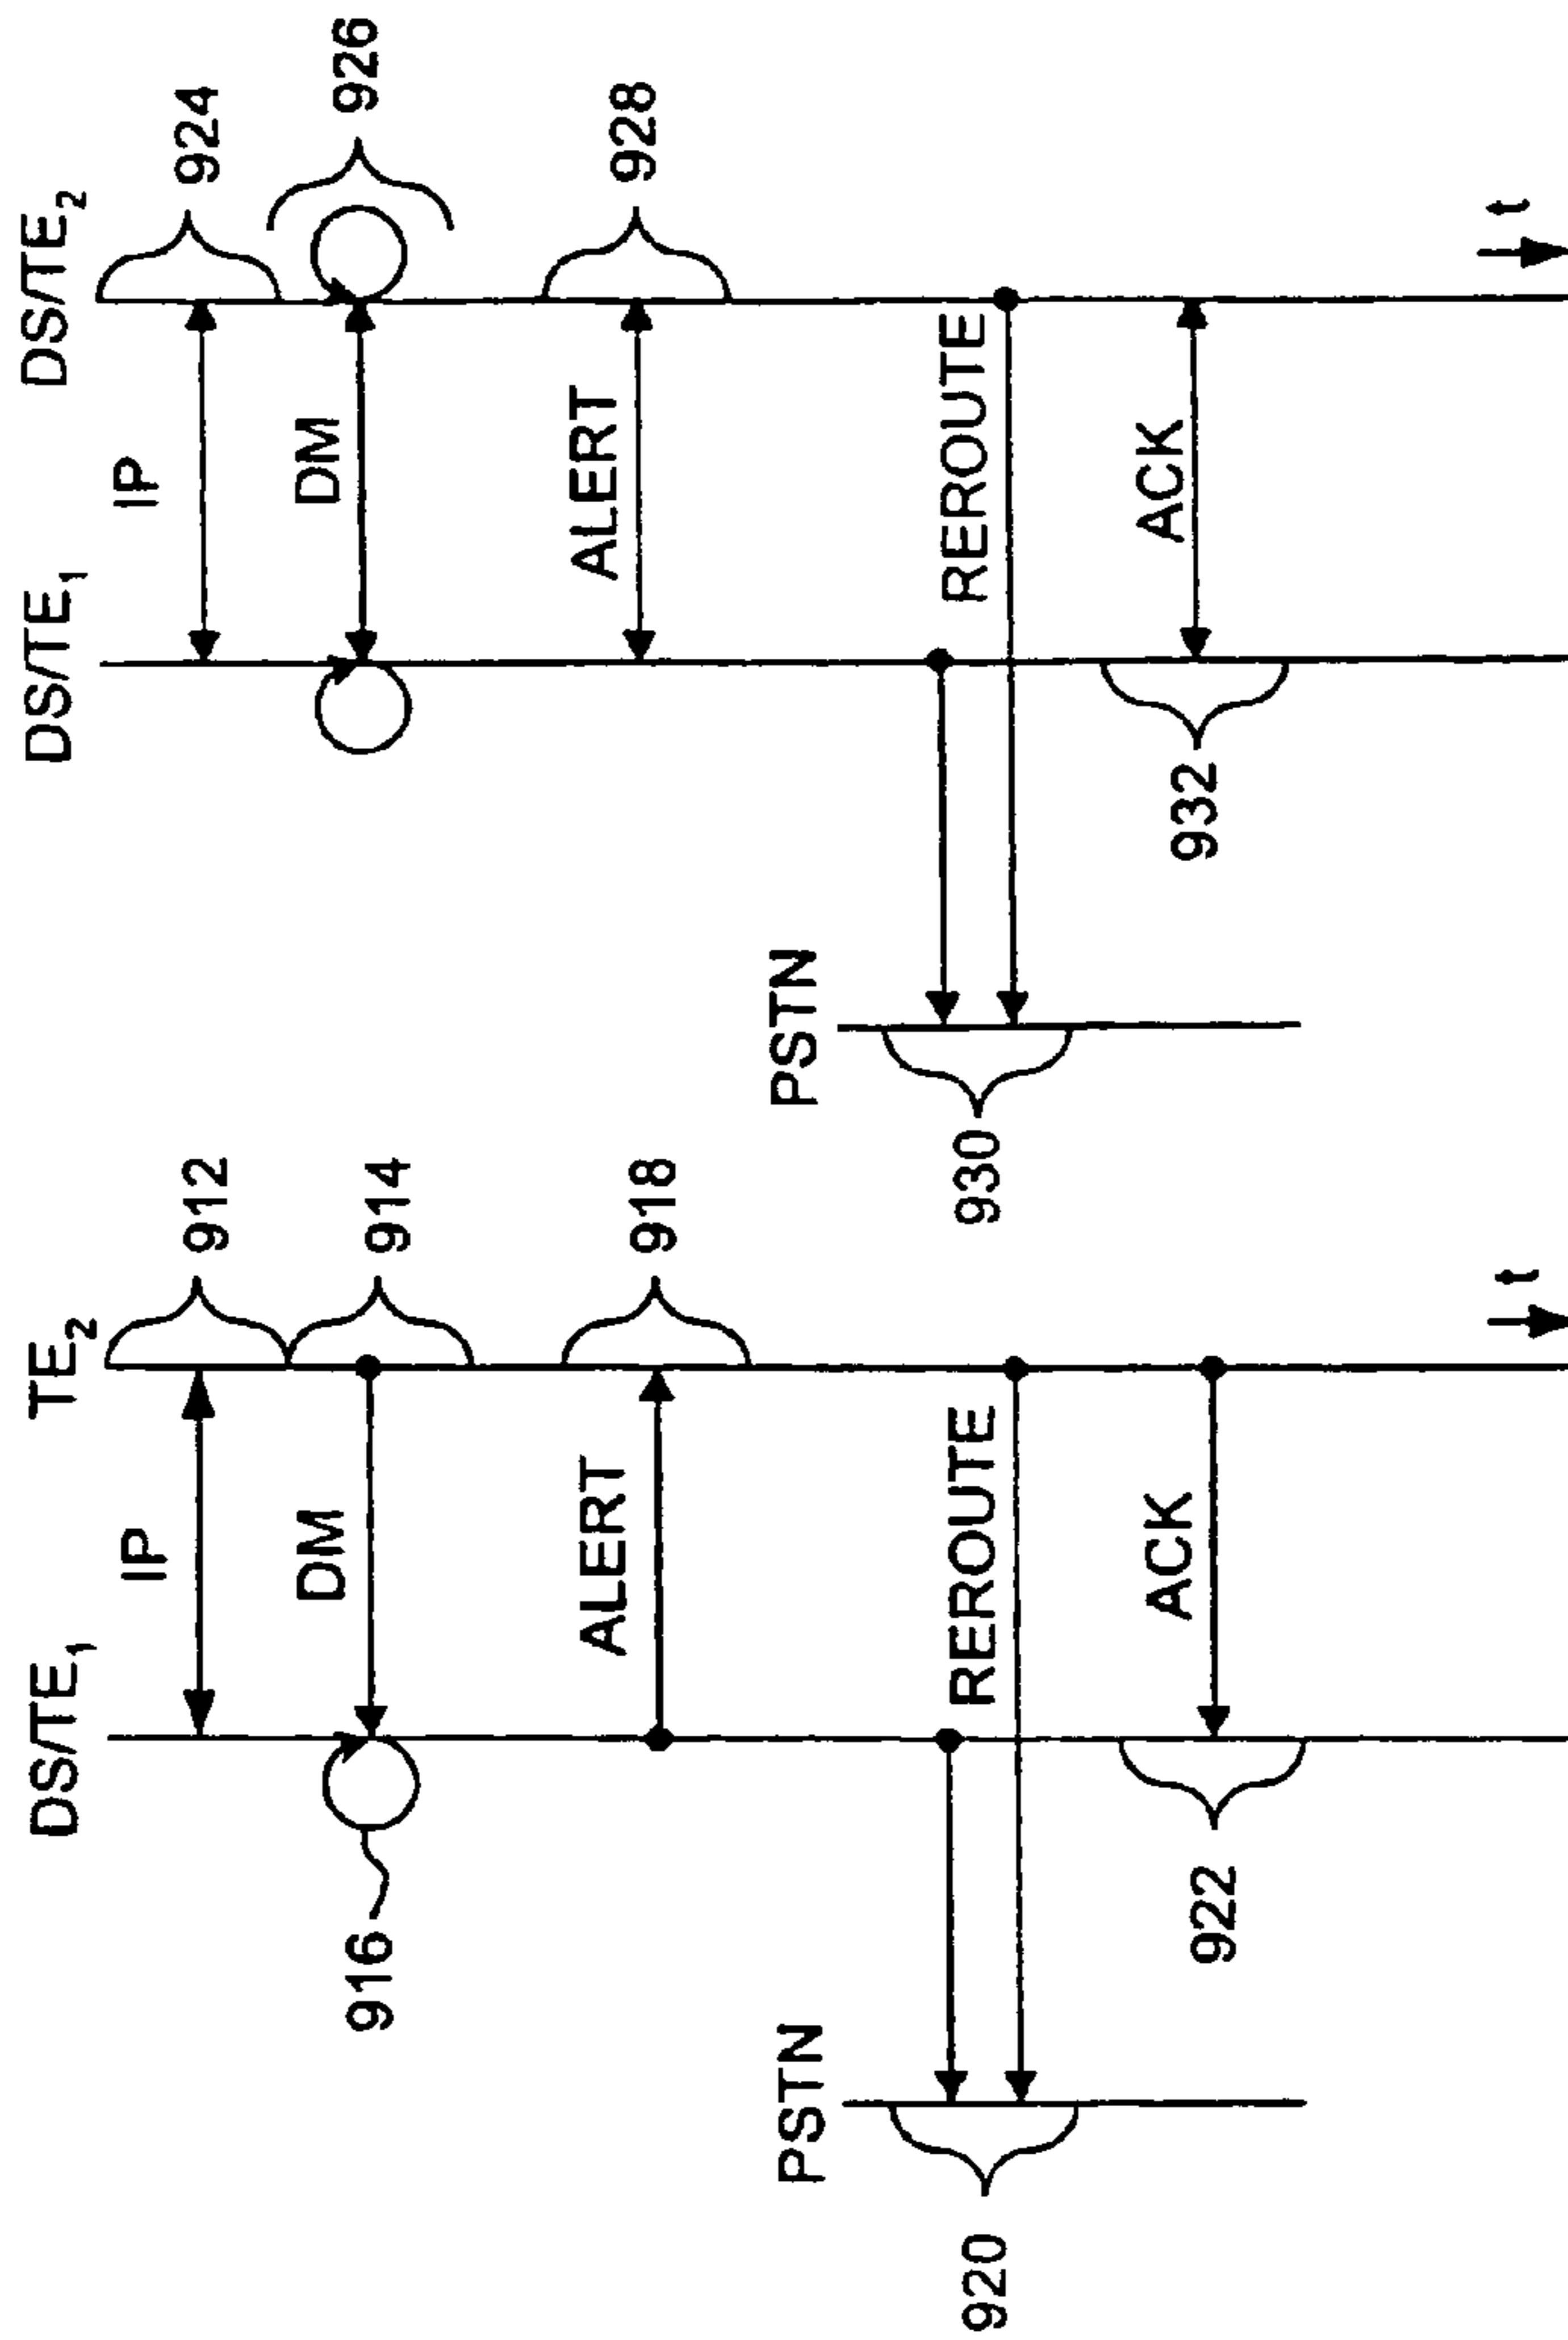 DS/TE₁
TE₂
IP
912
916
DM
914
ALERT
918
PSTN
920
REROUTE
922
ACK
t
DS/TE₁
DS/TE₂
IP
924
DM
926
ALERT
928
PSTN
930
REROUTE
932
ACK
t